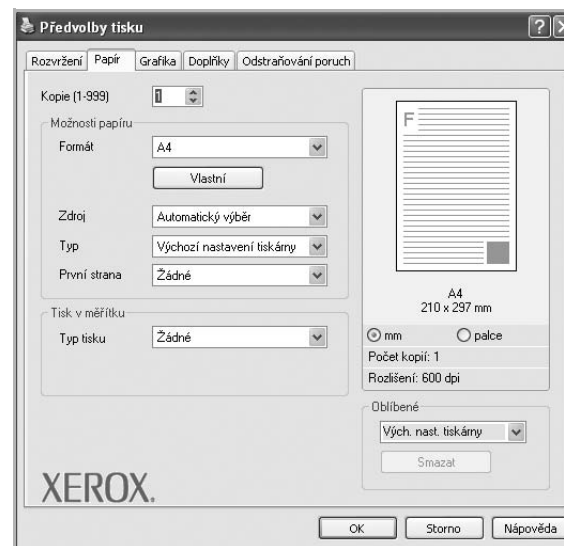 Předvolby tisku
Rozvržení Papír Grafika Doplňky Odstraňování poruch
Kopie (1-999) 1
Možnosti papíru
Formát A4
Vlastní
Zdroj Automatický výběr
Typ Výchozí nastavení tiskárny
První strana Žádné
Tisk v měřítku
Typ tisku Žádné
F
A4
210 x 297 mm
mm palce
Počet kopií: 1
Rozlišení: 600 dpi
Oblíbené
Vých. nast. tiskárny
Smazat
XEROX.
OK Storno Nápověda